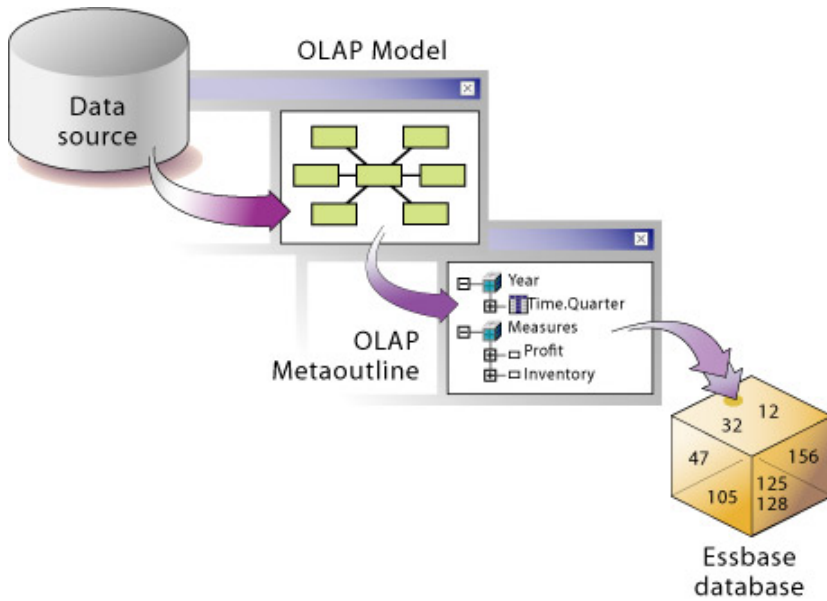 OLAP Model
Data
source
Year
Time.Quarter
Measures
Profit
Inventory
OLAP
Metaoutline
32
12
47
156
105
125
128
Essbase
database